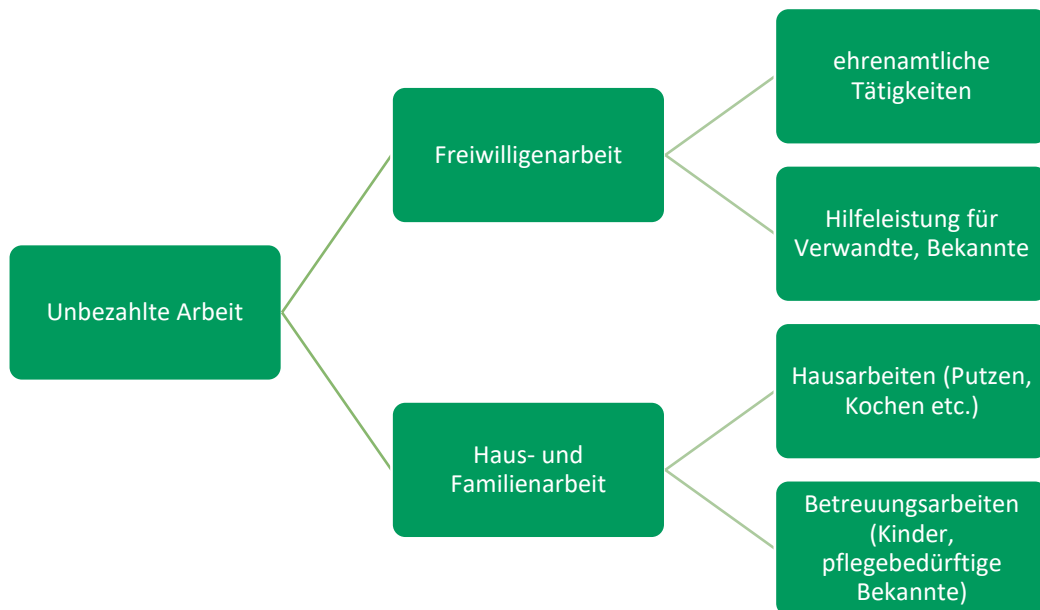 Unbezahlte Arbeit
Freiwilligenarbeit
ehrenamtliche
Tätigkeiten
Hilfeleistung für
Verwandte, Bekannte
Haus- und
Familienarbeit
Hausarbeiten (Putzen,
Kochen etc.)
Betreuungsarbeiten
(Kinder,
pflegebedürftige
Bekannte)